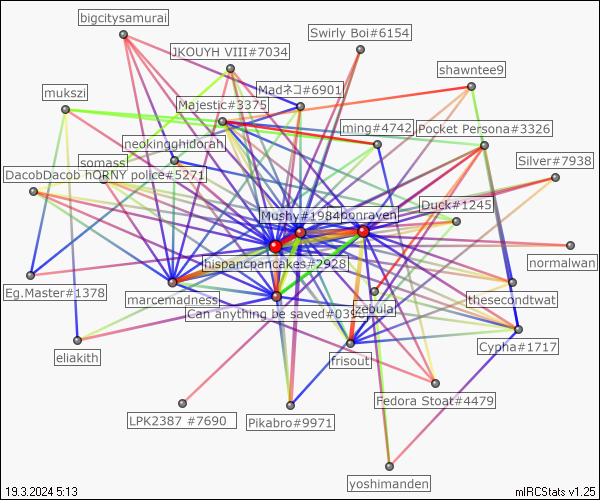 bigcitysamurai
Swirly Boi#6154
JKOUYH VIII#7034
shawntee9
Madネコ#6901
mukszi
Majestic#3375
ming#4742
Pocket Persona#3326
neokingghidorah
Silver#7938
somass
DacobDacob hORNY police#5271
Duck#1245
Mushy#1984
bonraven
normalwan
hispancpancakes#2928
Eg.Master#1378
marcemadness
thesecondtwat
zebula
Can anything be saved#039
Cypha#1717
eliakith
frisout
Fedora Stoat#4479
LPK2387 #7690
Pikabro#9971
yoshimanden
19.3.2024 5:13
mIRCStats v1.25